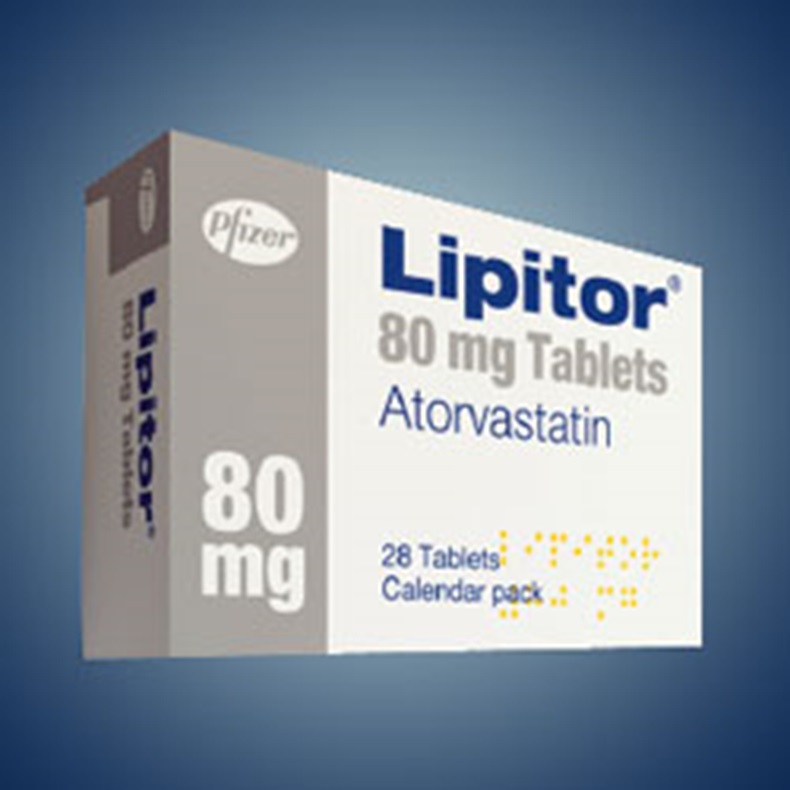 pfizer
Lipitor®
80 mg Tablets
Atorvastatin
28 Tablets
Calendar pack
80
mg
Lipitor®
80 mg Tablets